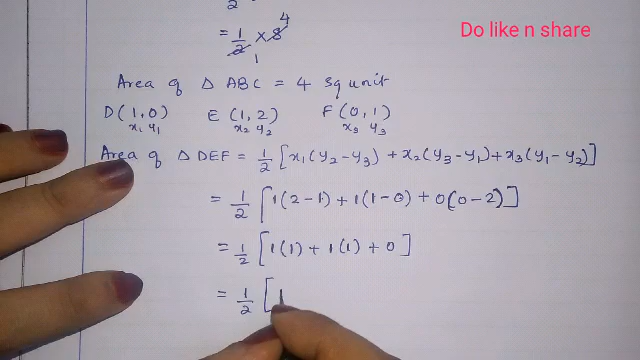 2
Do like n share
= 1/2 × 8 4
1
Area of Δ ABC = 4 sq unit
D(1,0) E(1,2) F(0,1)
x₁ y₁ x₂ y₂ x₃ y₃
Area of Δ DEF = 1/2 [x₁(y₂-y₃) + x₂(y₃-y₁)+x₃(y₁-y₂)]
= 1/2 [1(2-1)+1(1-0)+0(0-2)]
= 1/2 [1(1)+1(1)+0]
= 1/2 [1